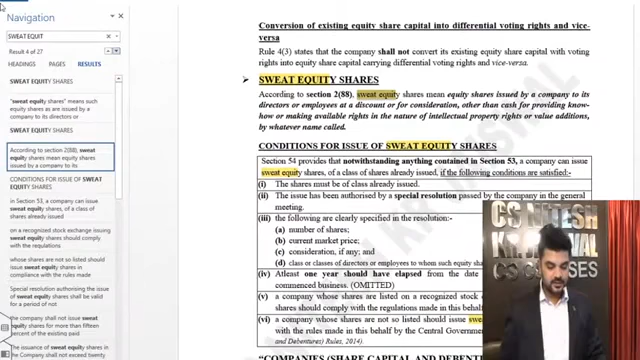 Navigation
SWEAT EQUIT
Result 4 of 27
HEADINGS PAGES RESULTS
SWEAT EQUITY SHARES
"sweat equity shares" means such
equity shares as are issued by a
company to its directors or
SWEAT EQUITY SHARES
According to section 2(88), sweat
equity shares mean equity shares
issued by a company to its
CONDITIONS FOR ISSUE OF SWEAT
EQUITY SHARES
in Section 53, a company can issue
sweat equity shares, of a class of
shares already issued
on a recognized stock exchange issuing
sweat equity shares should comply
with the regulations
whose shares are not so listed should
issue sweat equity shares in
compliance with the rules made
Special resolution authorising the issue
of sweat equity shares shall be valid
for a period of not
the company shall not issue sweat
equity shares for more than fifteen
percent of the existing paid
The issuance of sweat equity shares in
the Company shall not exceed twenty
Conversion of existing equity share capital into differential voting rights and vice-
versa
Rule 4(3) states that the company shall not convert its existing equity share capital with voting
rights into equity share capital carrying differential voting rights and vice-versa.
SWEAT EQUITY SHARES
According to section 2(88), sweat equity shares mean equity shares issued by a company to its
directors or employees at a discount or for consideration, other than cash for providing know-
how or making available rights in the nature of intellectual property rights or value additions,
by whatever name called.
CONDITIONS FOR ISSUE OF SWEAT EQUITY SHARES
Section 54 provides that notwithstanding anything contained in Section 53, a company can issue
sweat equity shares, of a class of shares already issued, if the following conditions are satisfied:-
(i) The shares must be of class already issued.
(ii) The issue has been authorised by a special resolution passed by the company in the general
meeting.
(iii) the following are clearly specified in the resolution:-
(a) number of shares;
(b) current market price;
(c) consideration, if any; and
(d) class or classes of directors or employees to whom such equity
(iv) Atleast one year should have elapsed from the date
commenced business. (OMITTED)
(v) a company whose shares are listed on a recognized stock
shares should comply with the regulations made in this behalf
(vi) a company whose shares are not so listed should issue
with the rules made in this behalf by the Central
and Debentures) Rules, 2014).
"COMPANIES (SHARE CAPITAL AND
CS NITESH
CS COURSES